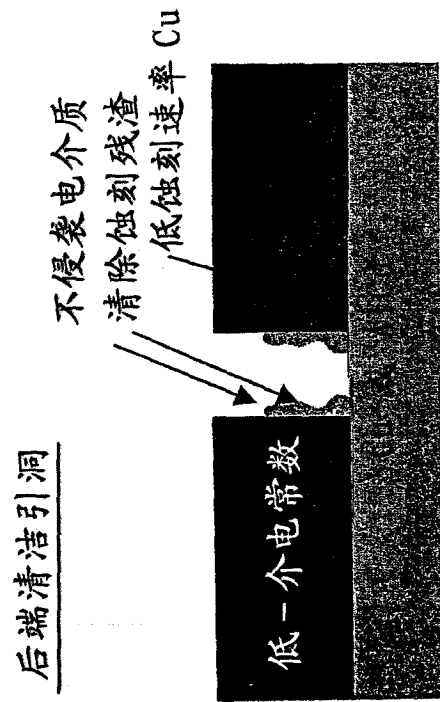 后端清洁引洞
不侵袭电介质
清除蚀刻残渣
低蚀刻速率 Cu
低-介电常数